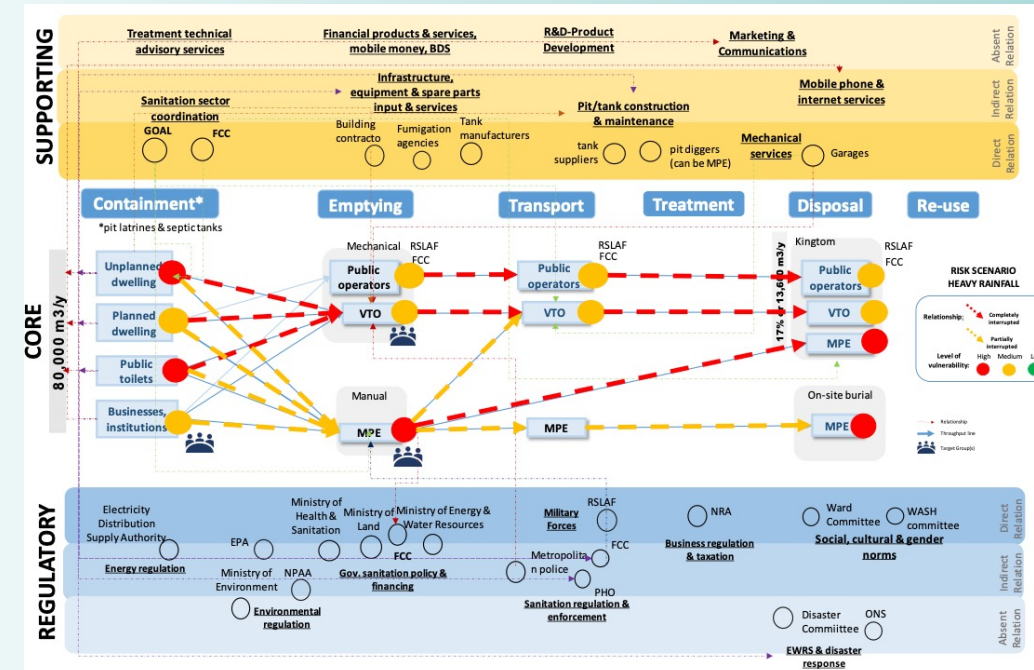 SUPPORTING
Treatment technical
advisory services
Financial products & services,
mobile money, BDS
R&D-Product
Development
Marketing &
Communications
Absent
Relation
Infrastructure,
equipment & spare parts
input & services
Mobile phone &
internet services
Indirect
Relation
Sanitation sector
coordination
Pit/tank construction
& maintenance
GOAL
FCC
Building
contracto
Fumigation
agencies
Tank
manufacturers
tank
suppliers
pit diggers
(can be MPE)
Mechanical
services
Garages
Direct
Relation
Containment*
Emptying
Transport
Treatment
Disposal
Re-use
*pit latrines & septic tanks
CORE
80,000 m3/y
Unplanned
dwelling
Planned
dwelling
Public
toilets
Businesses,
institutions
Mechanical
RSLAF
FCC
Public
operators
VTO
Manual
MPE
RSLAF
FCC
Public
operators
VTO
MPE
17% or 13,600 m3/y
Kingtom
RSLAF
FCC
Public
operators
VTO
MPE
On-site burial
MPE
RISK SCENARIO
HEAVY RAINFALL
Relationship:
Completely
interrupted
Partially
interrupted
Level of
vulnerability:
High
Medium
Relationship
Throughput line
Target Group(s)
REGULATORY
Electricity
Distribution
Supply Authority
Energy regulation
EPA
Ministry of
Health &
Sanitation
Ministry of
Land
Ministry of Energy &
Water Resources
FCC
Gov. sanitation policy &
financing
Military
Forces
RSLAF
NRA
Business regulation
& taxation
Ward
Committee
WASH
committee
Social, cultural & gender
norms
Direct
Relation
Ministry of
Environment
NPAA
Environmental
regulation
Metropolita
n police
FCC
PHO
Sanitation regulation &
enforcement
Indirect
Relation
Disaster
Commiittee
ONS
EWRS & disaster
response
Absent
Relation